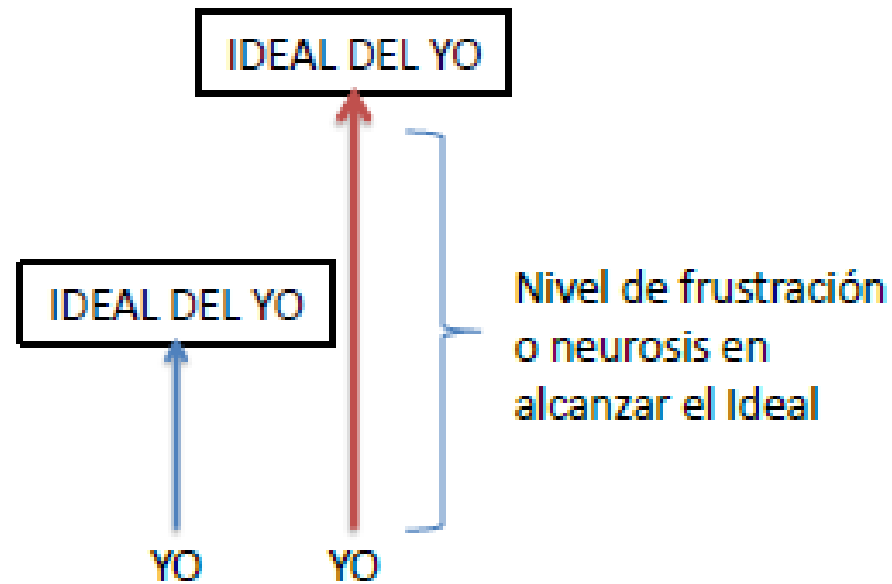 IDEAL DEL YO
IDEAL DEL YO
Nivel de frustración
o neurosis en
alcanzar el Ideal
YO
YO